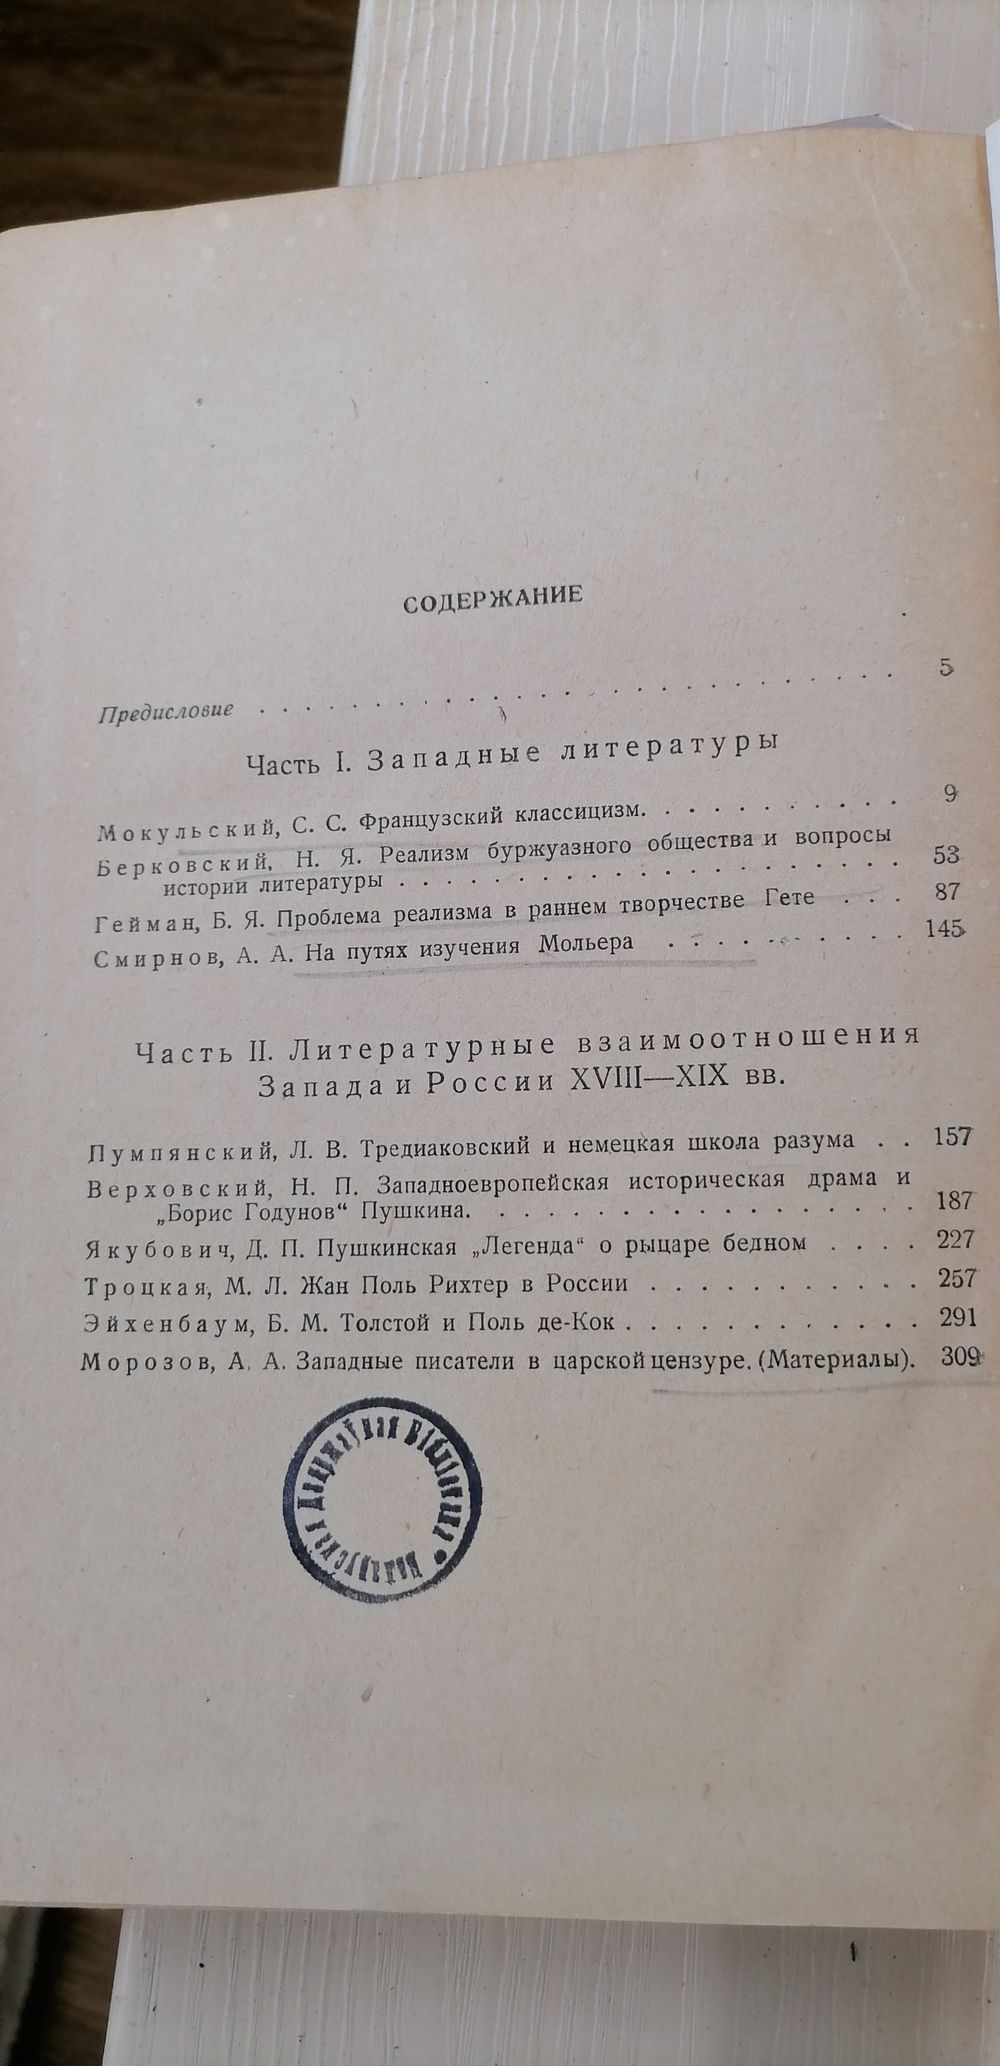 СОДЕРЖАНИЕ
Предисловие . . . . . . . . . . . . . . . . . . . . . 5
Часть I. Западные литературы
Мокульский, С. С. Французский классицизм. . . . . . . . . . 9
Берковский, Н. Я. Реализм буржуазного общества и вопросы
истории литературы . . . . . . . . . . . . . . . . . . 53
Гейман, Б. Я. Проблема реализма в раннем творчестве Гете . . . 87
Смирнов, А. А. На путях изучения Мольера . . . . . . . . . 145
Часть II. Литературные взаимоотношения
Запада и России XVIII—XIX вв.
Пумпянский, Л. В. Тредиаковский и немецкая школа разума . . 157
Верховский, Н. П. Западноевропейская историческая драма и
„Борис Годунов“ Пушкина. . . . . . . . . . . . . . . . 187
Якубович, Д. П. Пушкинская „Легенда“ о рыцаре бедном . . . . 227
Троцкая, М. Л. Жан Поль Рихтер в России . . . . . . . . . . 257
Эйхенбаум, Б. М. Толстой и Поль де-Кок . . . . . . . . . . . 291
Морозов, А. А. Западные писатели в царской цензуре. (Материалы). 309
Беларуская Дзяржаўная Бібліятэка